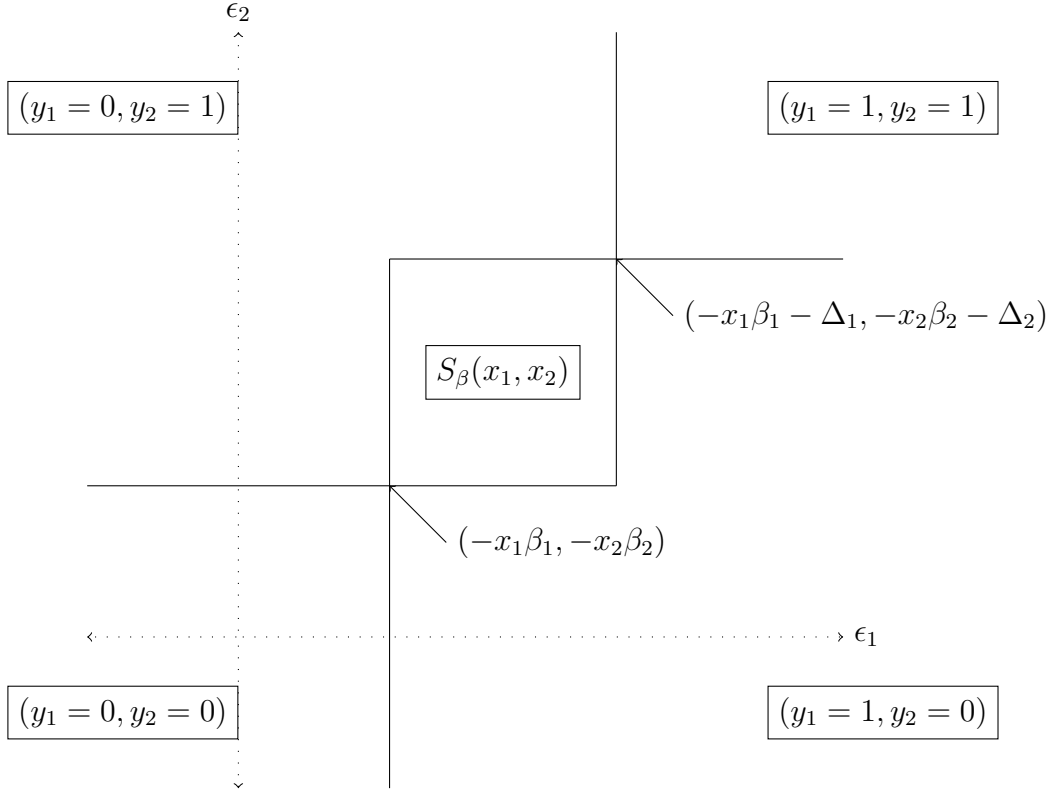 ϵ₂
(y₁ = 0, y₂ = 1)
(y₁ = 1, y₂ = 1)
(−x₁β₁ − Δ₁, −x₂β₂ − Δ₂)
S_β(x₁, x₂)
(−x₁β₁, −x₂β₂)
ϵ₁
(y₁ = 0, y₂ = 0)
(y₁ = 1, y₂ = 0)